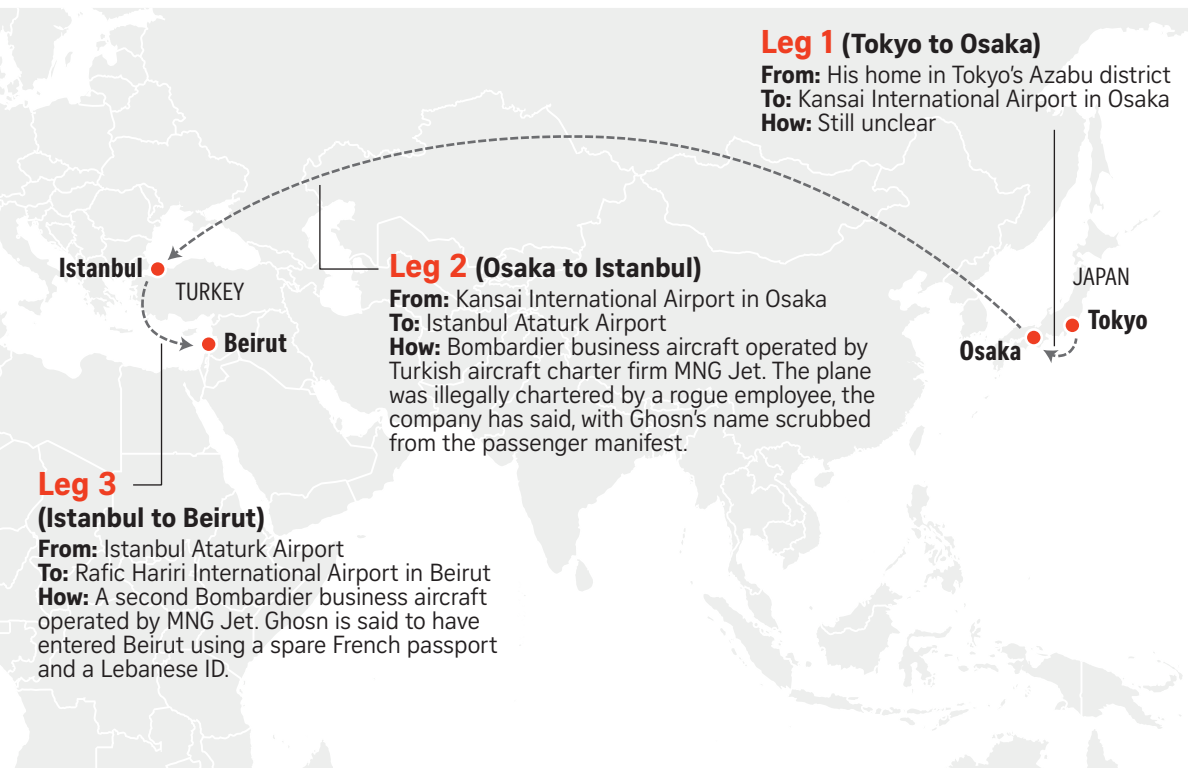 Leg 1 (Tokyo to Osaka)
From: His home in Tokyo's Azabu district
To: Kansai International Airport in Osaka
How: Still unclear
Istanbul
TURKEY
Beirut
Leg 2 (Osaka to Istanbul)
From: Kansai International Airport in Osaka
To: Istanbul Ataturk Airport
How: Bombardier business aircraft operated by
Turkish aircraft charter firm MNG Jet. The plane
was illegally chartered by a rogue employee, the
company has said, with Ghosn's name scrubbed
from the passenger manifest.
JAPAN
Tokyo
Osaka
Leg 3
(Istanbul to Beirut)
From: Istanbul Ataturk Airport
To: Rafic Hariri International Airport in Beirut
How: A second Bombardier business aircraft
operated by MNG Jet. Ghosn is said to have
entered Beirut using a spare French passport
and a Lebanese ID.